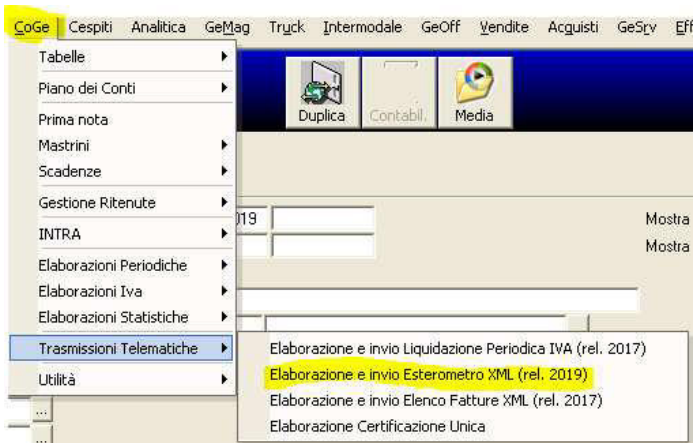 CoGe Cespiti Analitica GeMag Truck Intermodale GeOff Vendite Acquisti GeSrv Eff
Tabelle
Piano dei Conti
Prima nota
Mastrini
Scadenze
Gestione Ritenute
INTRA
Elaborazioni Periodiche
Elaborazioni Iva
Elaborazioni Statistiche
Trasmissioni Telematiche
Utilità
Duplica Contabil. Media
019
Mostra
Mostra
Elaborazione e invio Liquidazione Periodica IVA (rel. 2017)
Elaborazione e invio Esterometro XML (rel. 2019)
Elaborazione e invio Elenco Fatture XML (rel. 2017)
Elaborazione Certificazione Unica
...
...